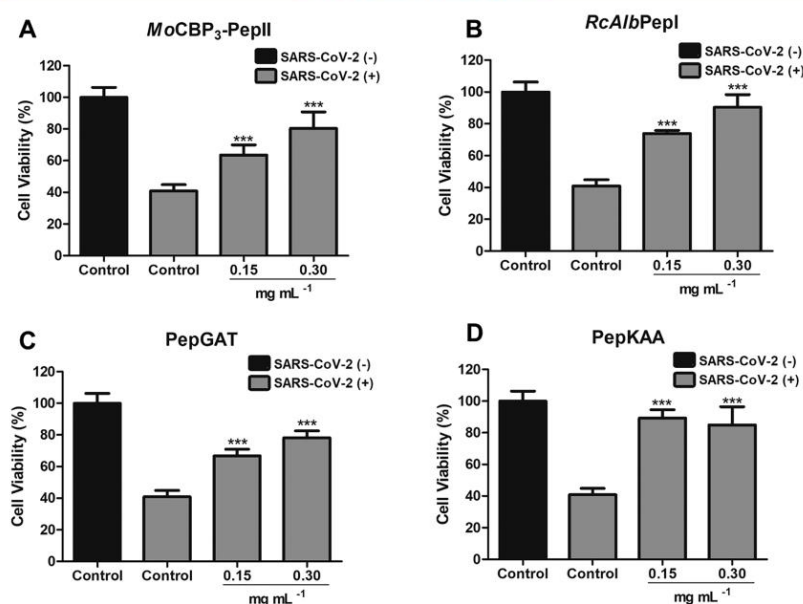 A
MoCBP₃-PepII
SARS-CoV-2 (-)
SARS-CoV-2 (+)
Cell Viability (%)
120
100
80
60
40
20
0
***
***
Control
Control
0.15
0.30
mg mL ⁻¹
B
RcAlbPepI
SARS-CoV-2 (-)
SARS-CoV-2 (+)
Cell Viability (%)
120
100
80
60
40
20
0
***
***
Control
Control
0.15
0.30
mg mL ⁻¹
C
PepGAT
SARS-CoV-2 (-)
SARS-CoV-2 (+)
Cell Viability (%)
120
100
80
60
40
20
0
***
***
Control
Control
0.15
0.30
mg mL ⁻¹
D
PepKAA
SARS-CoV-2 (-)
SARS-CoV-2 (+)
Cell Viability (%)
120
100
80
60
40
20
0
***
***
Control
Control
0.15
0.30
mg mL ⁻¹